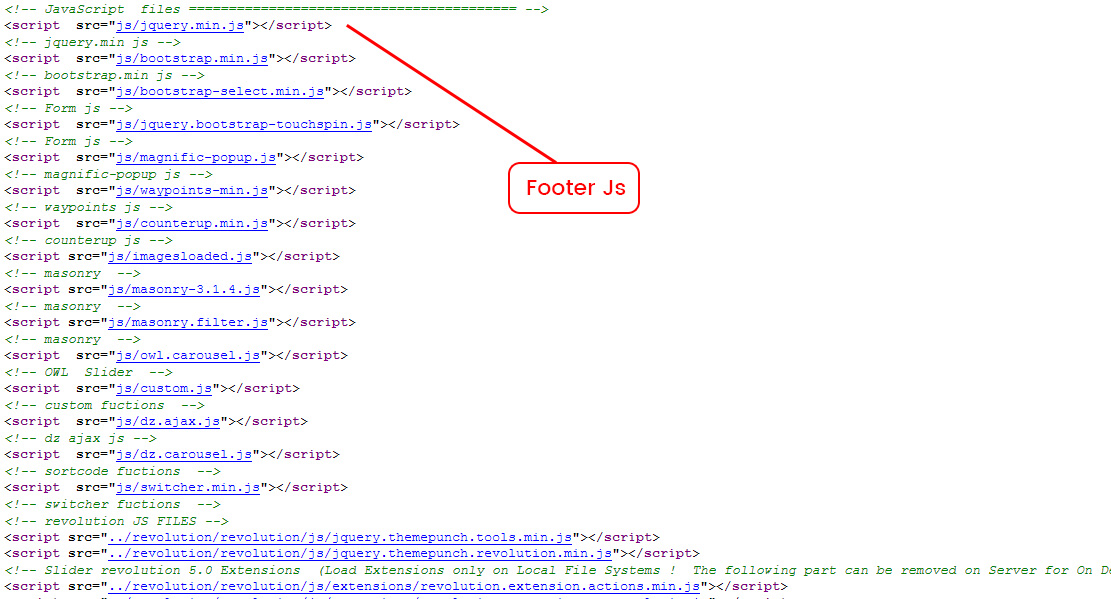 <!-- JavaScript  files ========================================= -->
<script  src="js/jquery.min.js"></script>
<!-- jquery.min js -->
<script  src="js/bootstrap.min.js"></script>
<!-- bootstrap.min js -->
<script  src="js/bootstrap-select.min.js"></script>
<!-- Form js -->
<script  src="js/jquery.bootstrap-touchspin.js"></script>
<!-- Form js -->
<script  src="js/magnific-popup.js"></script>
<!-- magnific-popup js -->
Footer Js
<script  src="js/waypoints-min.js"></script>
<!-- waypoints js -->
<script  src="js/counterup.min.js"></script>
<!-- counterup js -->
<script src="js/imagesloaded.js"></script>
<!-- masonry  -->
<script src="js/masonry-3.1.4.js"></script>
<!-- masonry  -->
<script  src="js/masonry.filter.js"></script>
<!-- masonry  -->
<script  src="js/owl.carousel.js"></script>
<!-- OWL  Slider  -->
<script  src="js/custom.js"></script>
<!-- custom fuctions  -->
<script  src="js/dz.ajax.js"></script>
<!-- dz ajax js -->
<script  src="js/dz.carousel.js"></script>
<!-- sortcode fuctions  -->
<script  src="js/switcher.min.js"></script>
<!-- switcher fuctions  -->
<!-- revolution JS FILES -->
<script src="../revolution/revolution/js/jquery.themepunch.tools.min.js"></script>
<script src="../revolution/revolution/js/jquery.themepunch.revolution.min.js"></script>
<!-- Slider revolution 5.0 Extensions  (Load Extensions only on Local File Systems !  The following part can be removed on Server for On De
<script src="../revolution/revolution/js/extensions/revolution.extension.actions.min.js"></script>